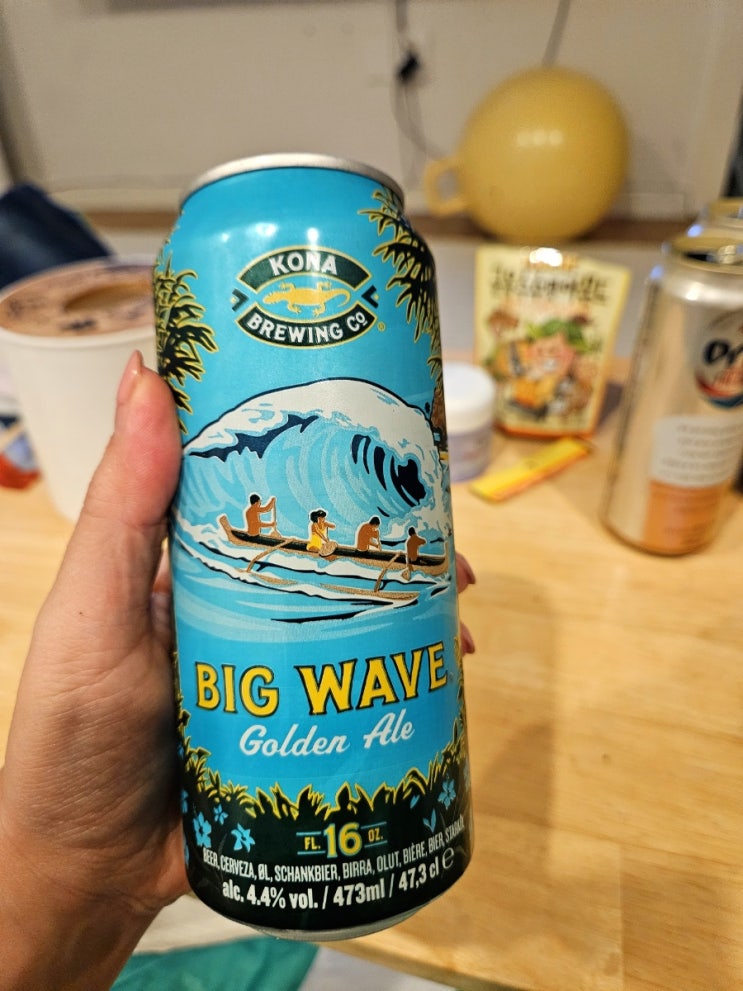 KONA
BREWING CO
®
BIG WAVE
Golden Ale
FL. 16 OZ.
BEER, CERVEZA, ØL, SCHANKBIER, BIRRA, OLUT, BIÈRE, BIER,
alc. 4.4% vol. / 473ml / 47,3 cl ℮